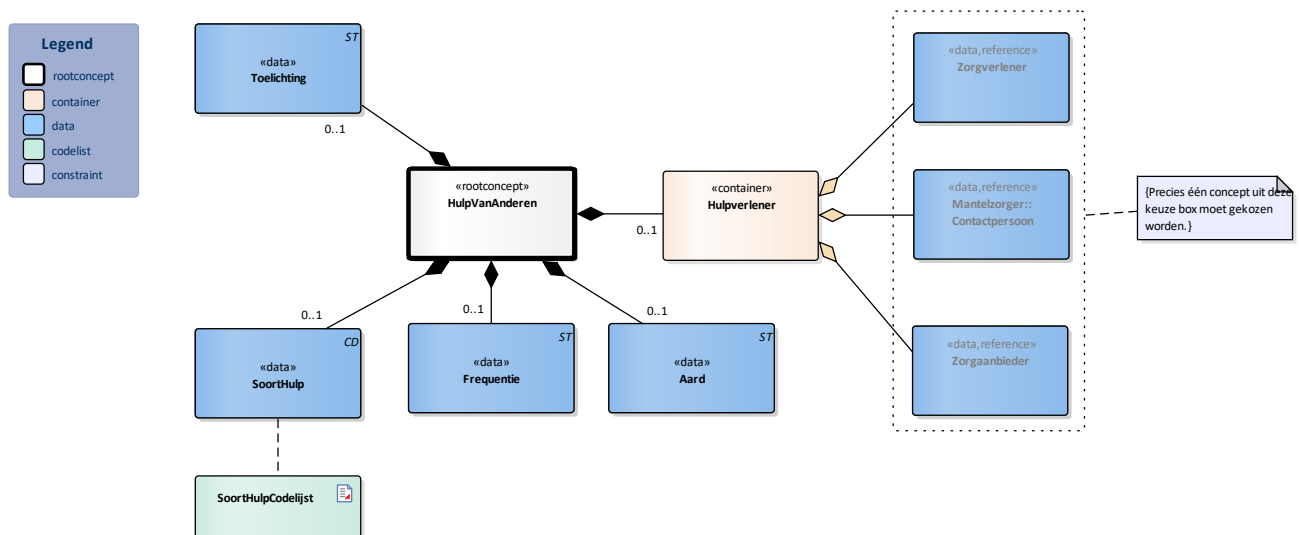 Legend
rootconcept
container
data
codelist
constraint
ST
«data»
Toelichting
0..1
«rootconcept»
HulpVanAnderen
0..1
«container»
Hulpverlener
«data,reference»
Zorgverlener
«data,reference»
Mantelzorger::
Contactpersoon
«data,reference»
Zorgaanbieder
{Precies één concept uit deze
keuze box moet gekozen
worden.}
0..1
0..1
0..1
CD
«data»
SoortHulp
ST
«data»
Frequentie
ST
«data»
Aard
SoortHulpCodelijst